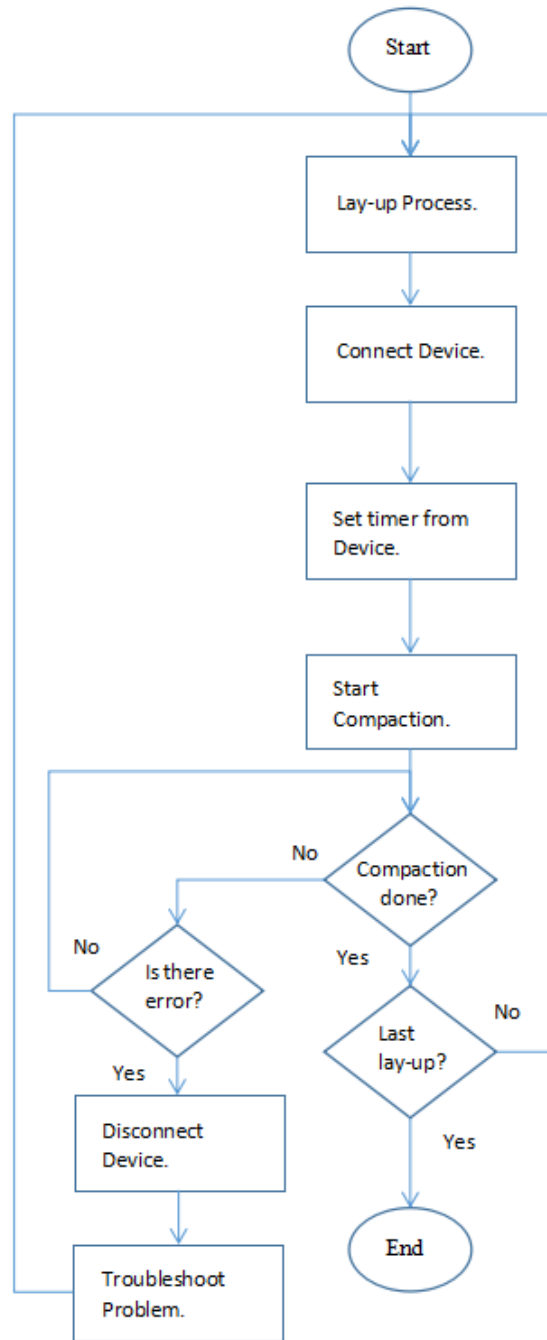 Start
Lay-up Process.
Connect Device.
Set timer from
Device.
Start
Compaction.
No
Compaction
done?
No
Is there
error?
Yes
Last
lay-up?
No
Yes
Disconnect
Device.
Yes
End
Troubleshoot
Problem.